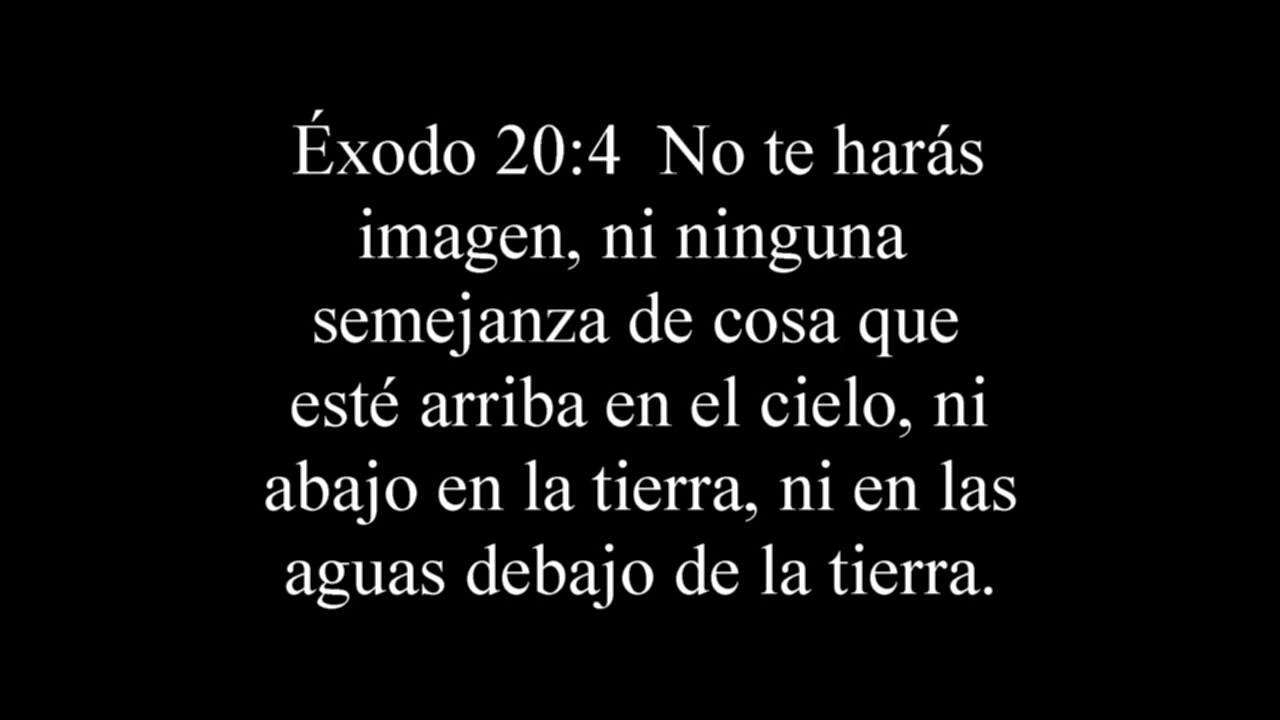 Éxodo 20:4  No te harás
imagen, ni ninguna
semejanza de cosa que
esté arriba en el cielo, ni
abajo en la tierra, ni en las
aguas debajo de la tierra.